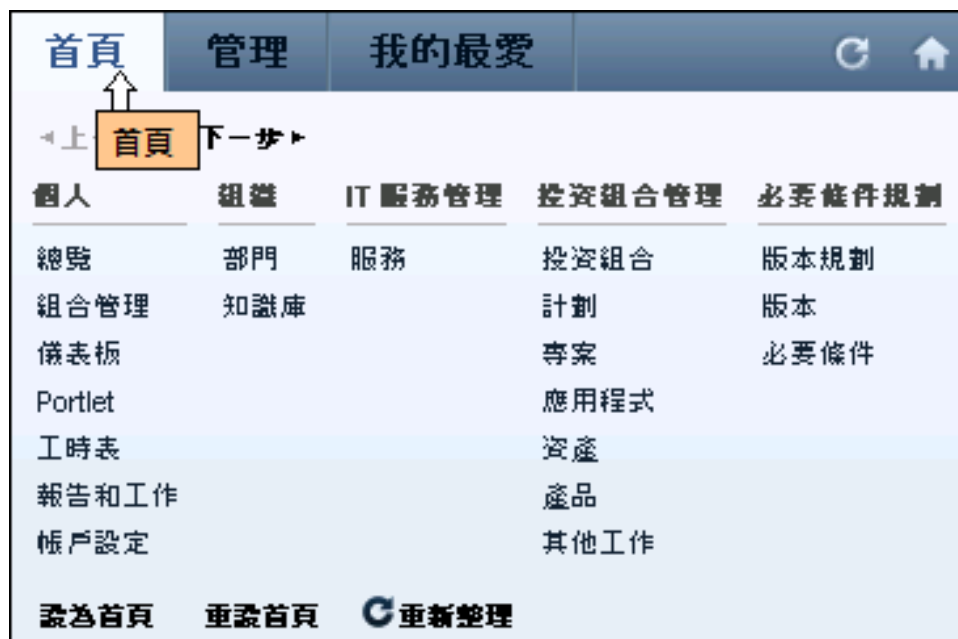 首頁 管理 我的最愛
◂上 首頁 下一步▸
個人 組織 IT 服務管理 投資組合管理 必要條件規劃
總覽 部門 服務 投資組合 版本規劃
組合管理 知識庫 計劃 版本
儀表板 專案 必要條件
Portlet 應用程式
工時表 資產
報告和工作 產品
帳戶設定 其他工作
設為首頁 重設首頁 重新整理